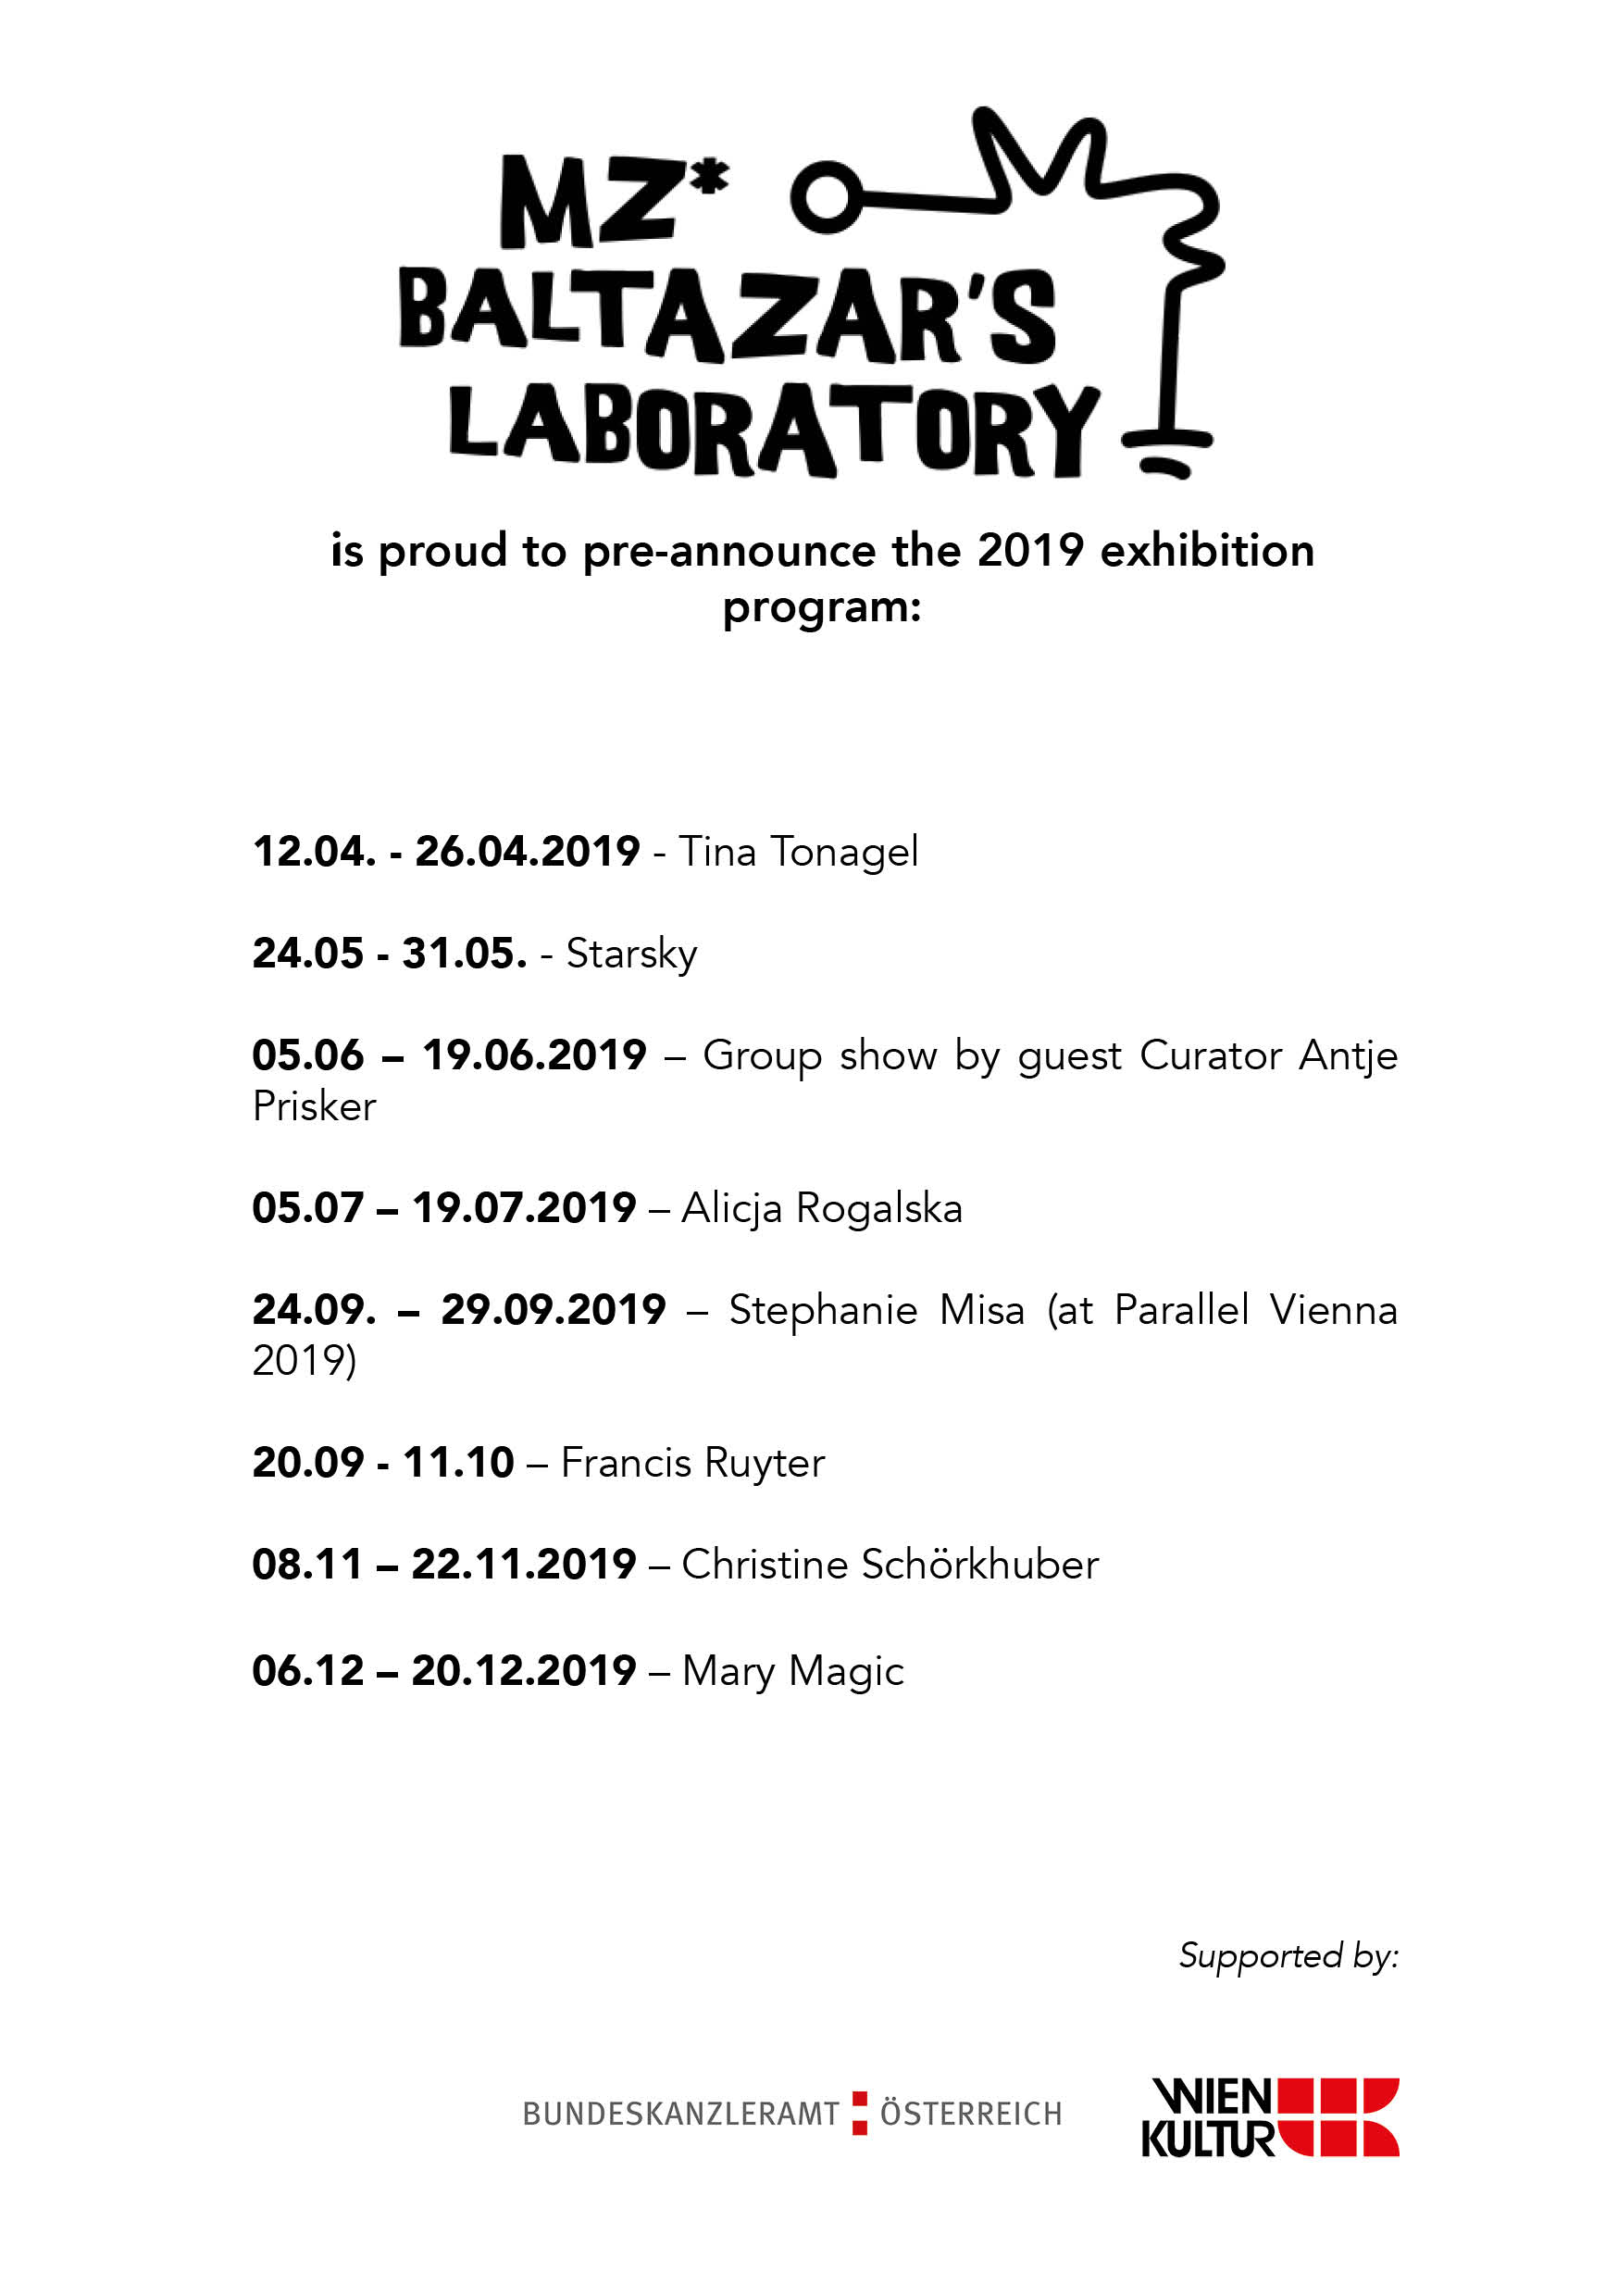 MZ*
BALTAZAR'S
LABORATORY
is proud to pre-announce the 2019 exhibition
program:
12.04. - 26.04.2019 - Tina Tonagel
24.05 - 31.05. - Starsky
05.06 – 19.06.2019 – Group show by guest Curator Antje
Prisker
05.07 – 19.07.2019 – Alicja Rogalska
24.09. – 29.09.2019 – Stephanie Misa (at Parallel Vienna
2019)
20.09 - 11.10 – Francis Ruyter
08.11 – 22.11.2019 – Christine Schörkhuber
06.12 – 20.12.2019 – Mary Magic
Supported by:
BUNDESKANZLERAMT ÖSTERREICH
WIEN
KULTUR